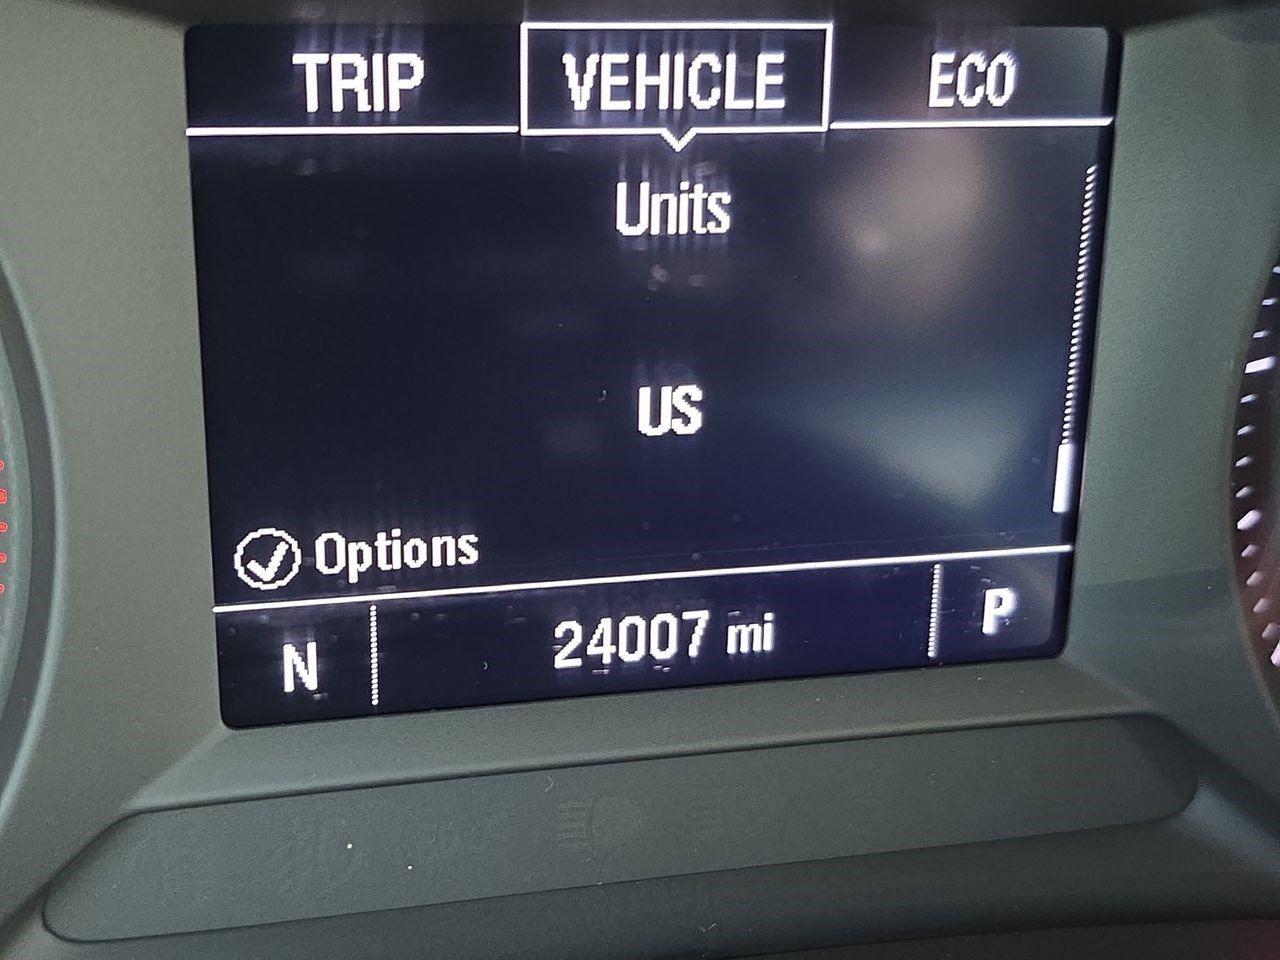 TRIP VEHICLE ECO
Units
US
Options
N 24007 mi P